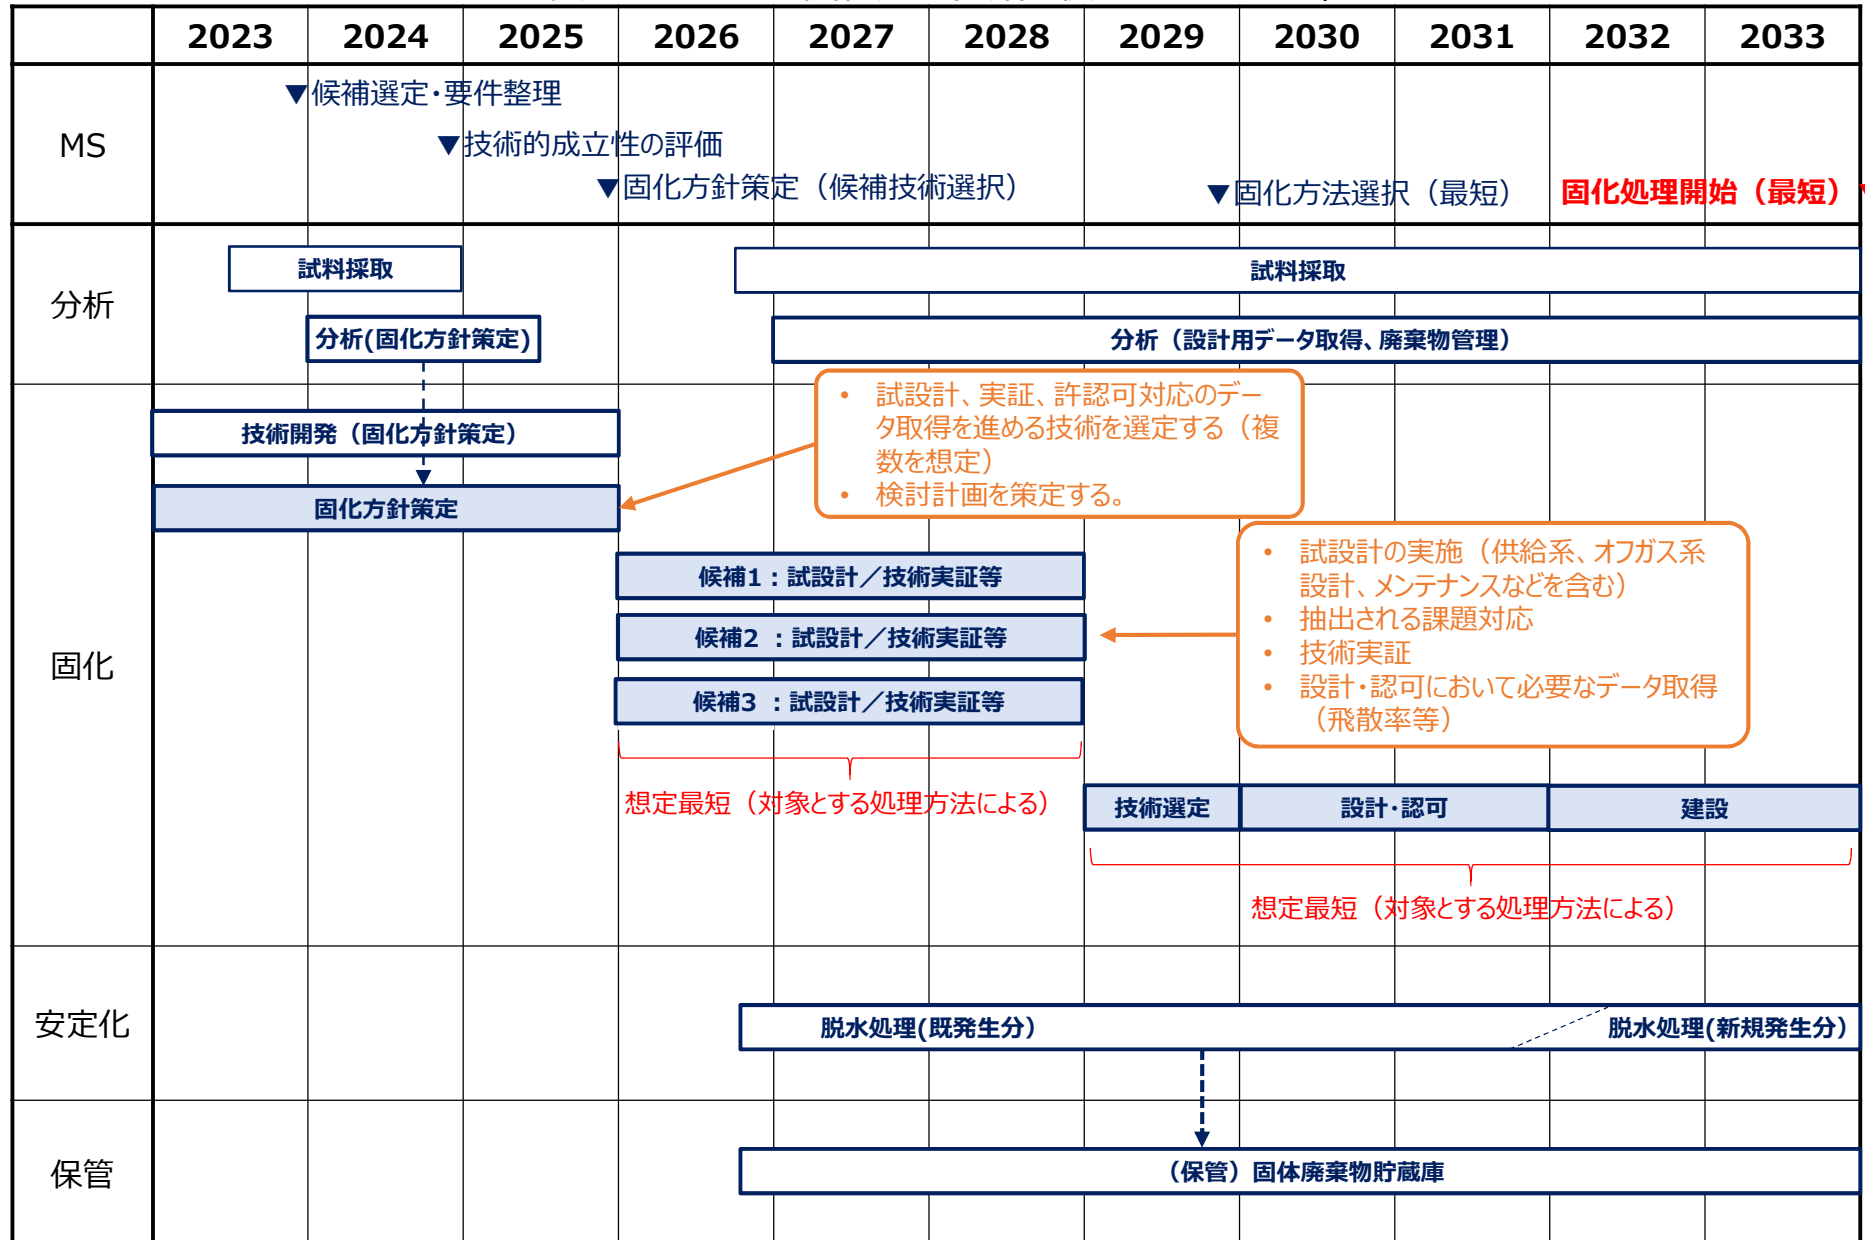 2023 2024 2025 2026 2027 2028 2029 2030 2031 2032 2033
MS
▼候補選定・要件整理
▼技術的成立性の評価
▼固化方針策定（候補技術選択）
▼固化方法選択（最短）
固化処理開始（最短）▼
分析
試料採取
試料採取
分析(固化方針策定)
分析（設計用データ取得、廃棄物管理）
固化
技術開発（固化方針策定）
固化方針策定
• 試設計、実証、許認可対応のデー
タ取得を進める技術を選定する（複
数を想定）
• 検討計画を策定する。
候補1：試設計／技術実証等
候補2 ：試設計／技術実証等
候補3 ：試設計／技術実証等
• 試設計の実施（供給系、オフガス系
設計、メンテナンスなどを含む）
• 抽出される課題対応
• 技術実証
• 設計・認可において必要なデータ取得
（飛散率等）
想定最短（対象とする処理方法による）
技術選定
設計・認可
建設
想定最短（対象とする処理方法による）
安定化
脱水処理(既発生分）
脱水処理(新規発生分）
保管
（保管）固体廃棄物貯蔵庫